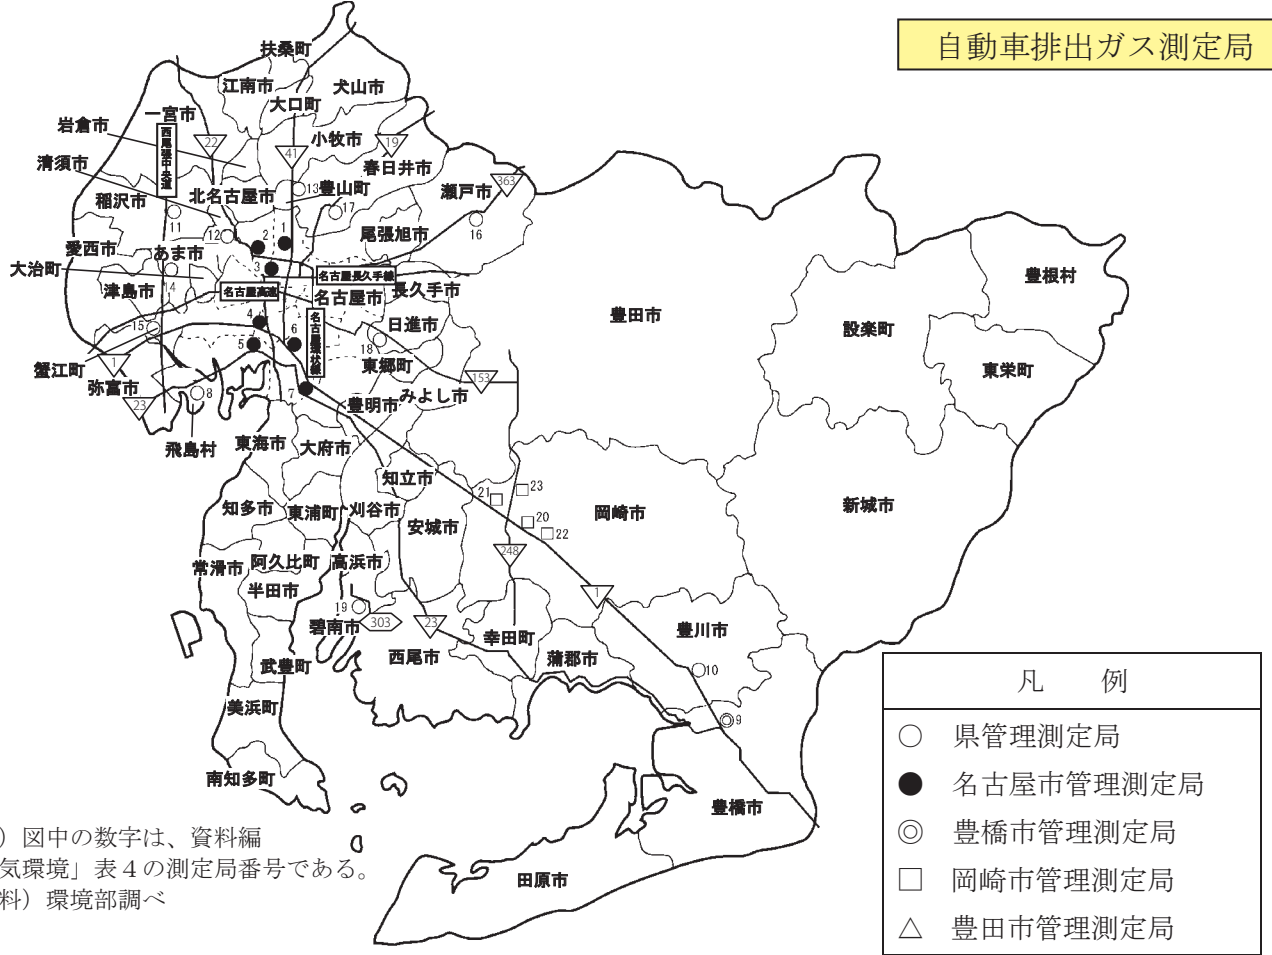 自動車排出ガス測定局
扶桑町
江南市
犬山市
大口町
一宮市
岩倉市
小牧市
西尾張中央道
22
41
19
清須市
春日井市
北名古屋市
13
豊山町
瀬戸市
363
稲沢市
11
17
16
12
2
1
尾張旭市
愛西市
あま市
大治町
3
名古屋長久手線
14
津島市
名古屋高速
名古屋市
長久手市
豊根村
豊田市
設楽町
4
名古屋環状線
日進市
15
5
6
18
蟹江町
1
東郷町
東栄町
弥富市
153
みよし市
23
8
7
豊明市
飛島村
東海市
大府市
知立市
21
23
知多市
東浦町
刈谷市
安城市
岡崎市
新城市
20
22
常滑市
阿久比町
高浜市
248
半田市
1
19
碧南市
303
23
幸田町
豊川市
西尾市
蒲郡市
武豊町
10
美浜町
9
南知多町
豊橋市
田原市
凡 例
○ 県管理測定局
● 名古屋市管理測定局
◎ 豊橋市管理測定局
□ 岡崎市管理測定局
△ 豊田市管理測定局
）図中の数字は、資料編
気環境」表４の測定局番号である。
料）環境部調べ